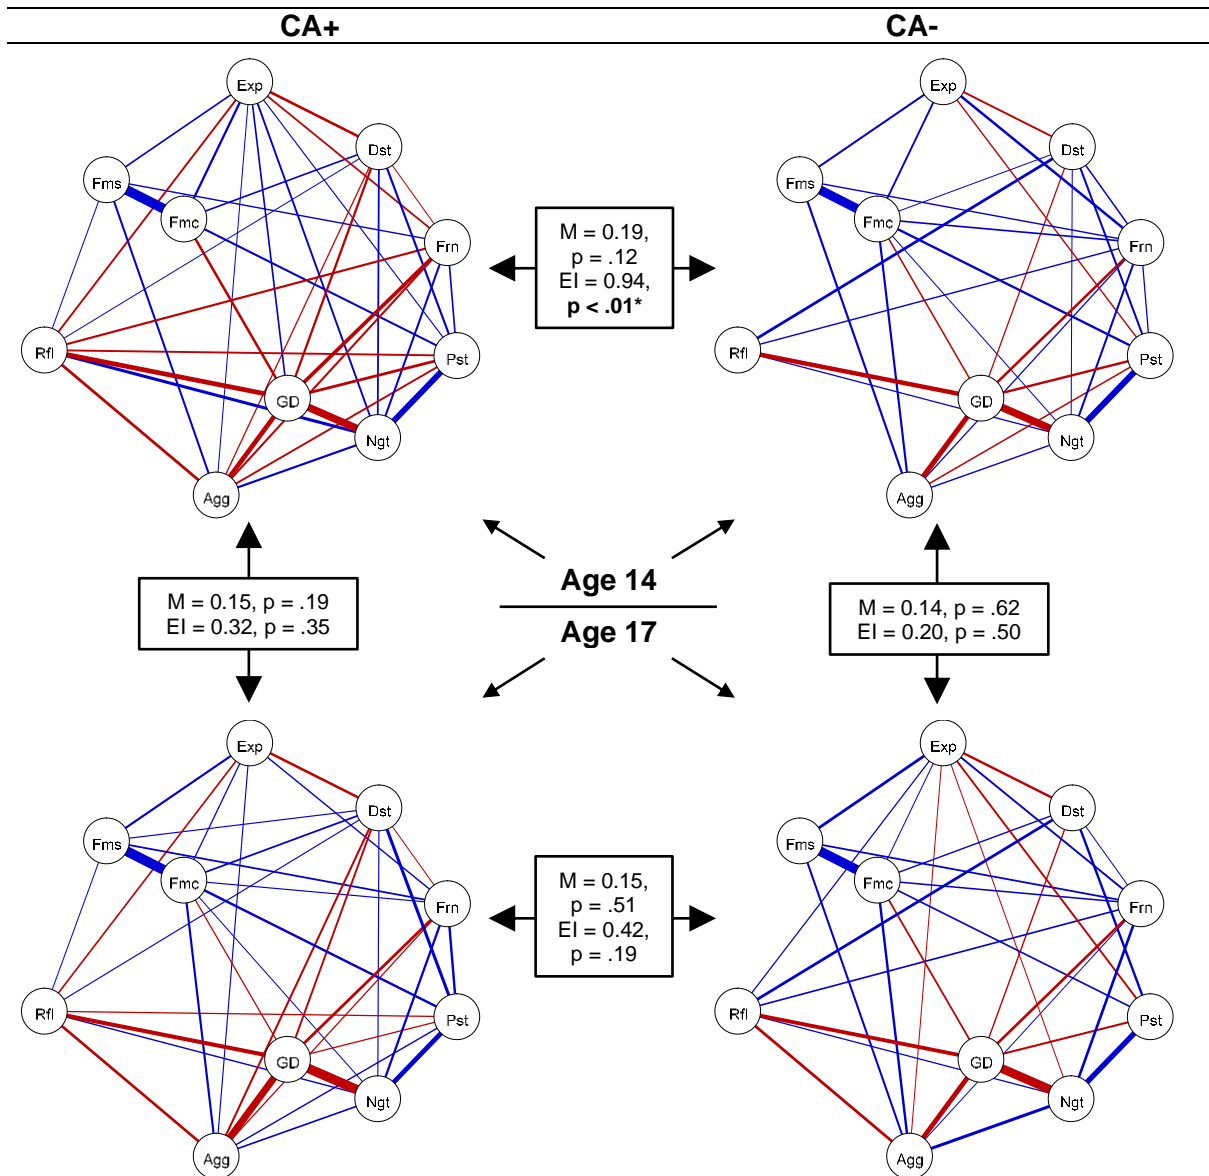 CA+
CA-
Exp
Dst
Fms
Fmc
Frn
Rfl
Pst
GD
Ngt
Agg
M = 0.19,
p = .12
EI = 0.94,
p < .01*
Exp
Dst
Fms
Fmc
Frn
Rfl
Pst
GD
Ngt
Agg
M = 0.15, p = .19
EI = 0.32, p = .35
Age 14
Age 17
M = 0.14, p = .62
EI = 0.20, p = .50
Exp
Dst
Fms
Fmc
Frn
Rfl
Pst
GD
Ngt
Agg
M = 0.15,
p = .51
EI = 0.42,
p = .19
Exp
Dst
Fms
Fmc
Frn
Rfl
Pst
GD
Ngt
Agg